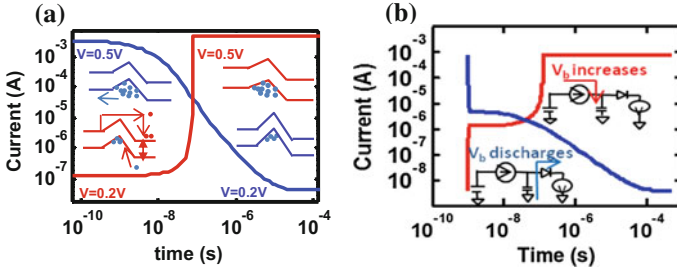 (a)
Current (A)
10⁻³
10⁻⁴
10⁻⁵
10⁻⁶
10⁻⁷
V=0.5V
V=0.5V
V=0.2V
V=0.2V
10⁻¹⁰
10⁻⁸
10⁻⁶
10⁻⁴
time (s)
(b)
Current (A)
10⁻³
10⁻⁴
10⁻⁵
10⁻⁶
10⁻⁷
10⁻⁸
V_b increases
V_b discharges
10⁻¹⁰
10⁻⁸
10⁻⁶
10⁻⁴
Time (s)